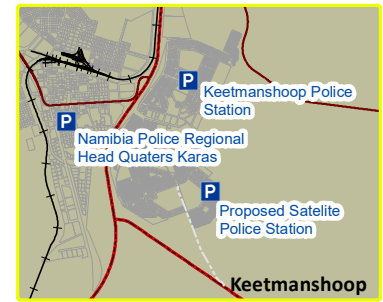 P
Keetmanshoop Police
Station
P
Namibia Police Regional
Head Quaters Karas
P
Proposed Satelite
Police Station
Keetmanshoop